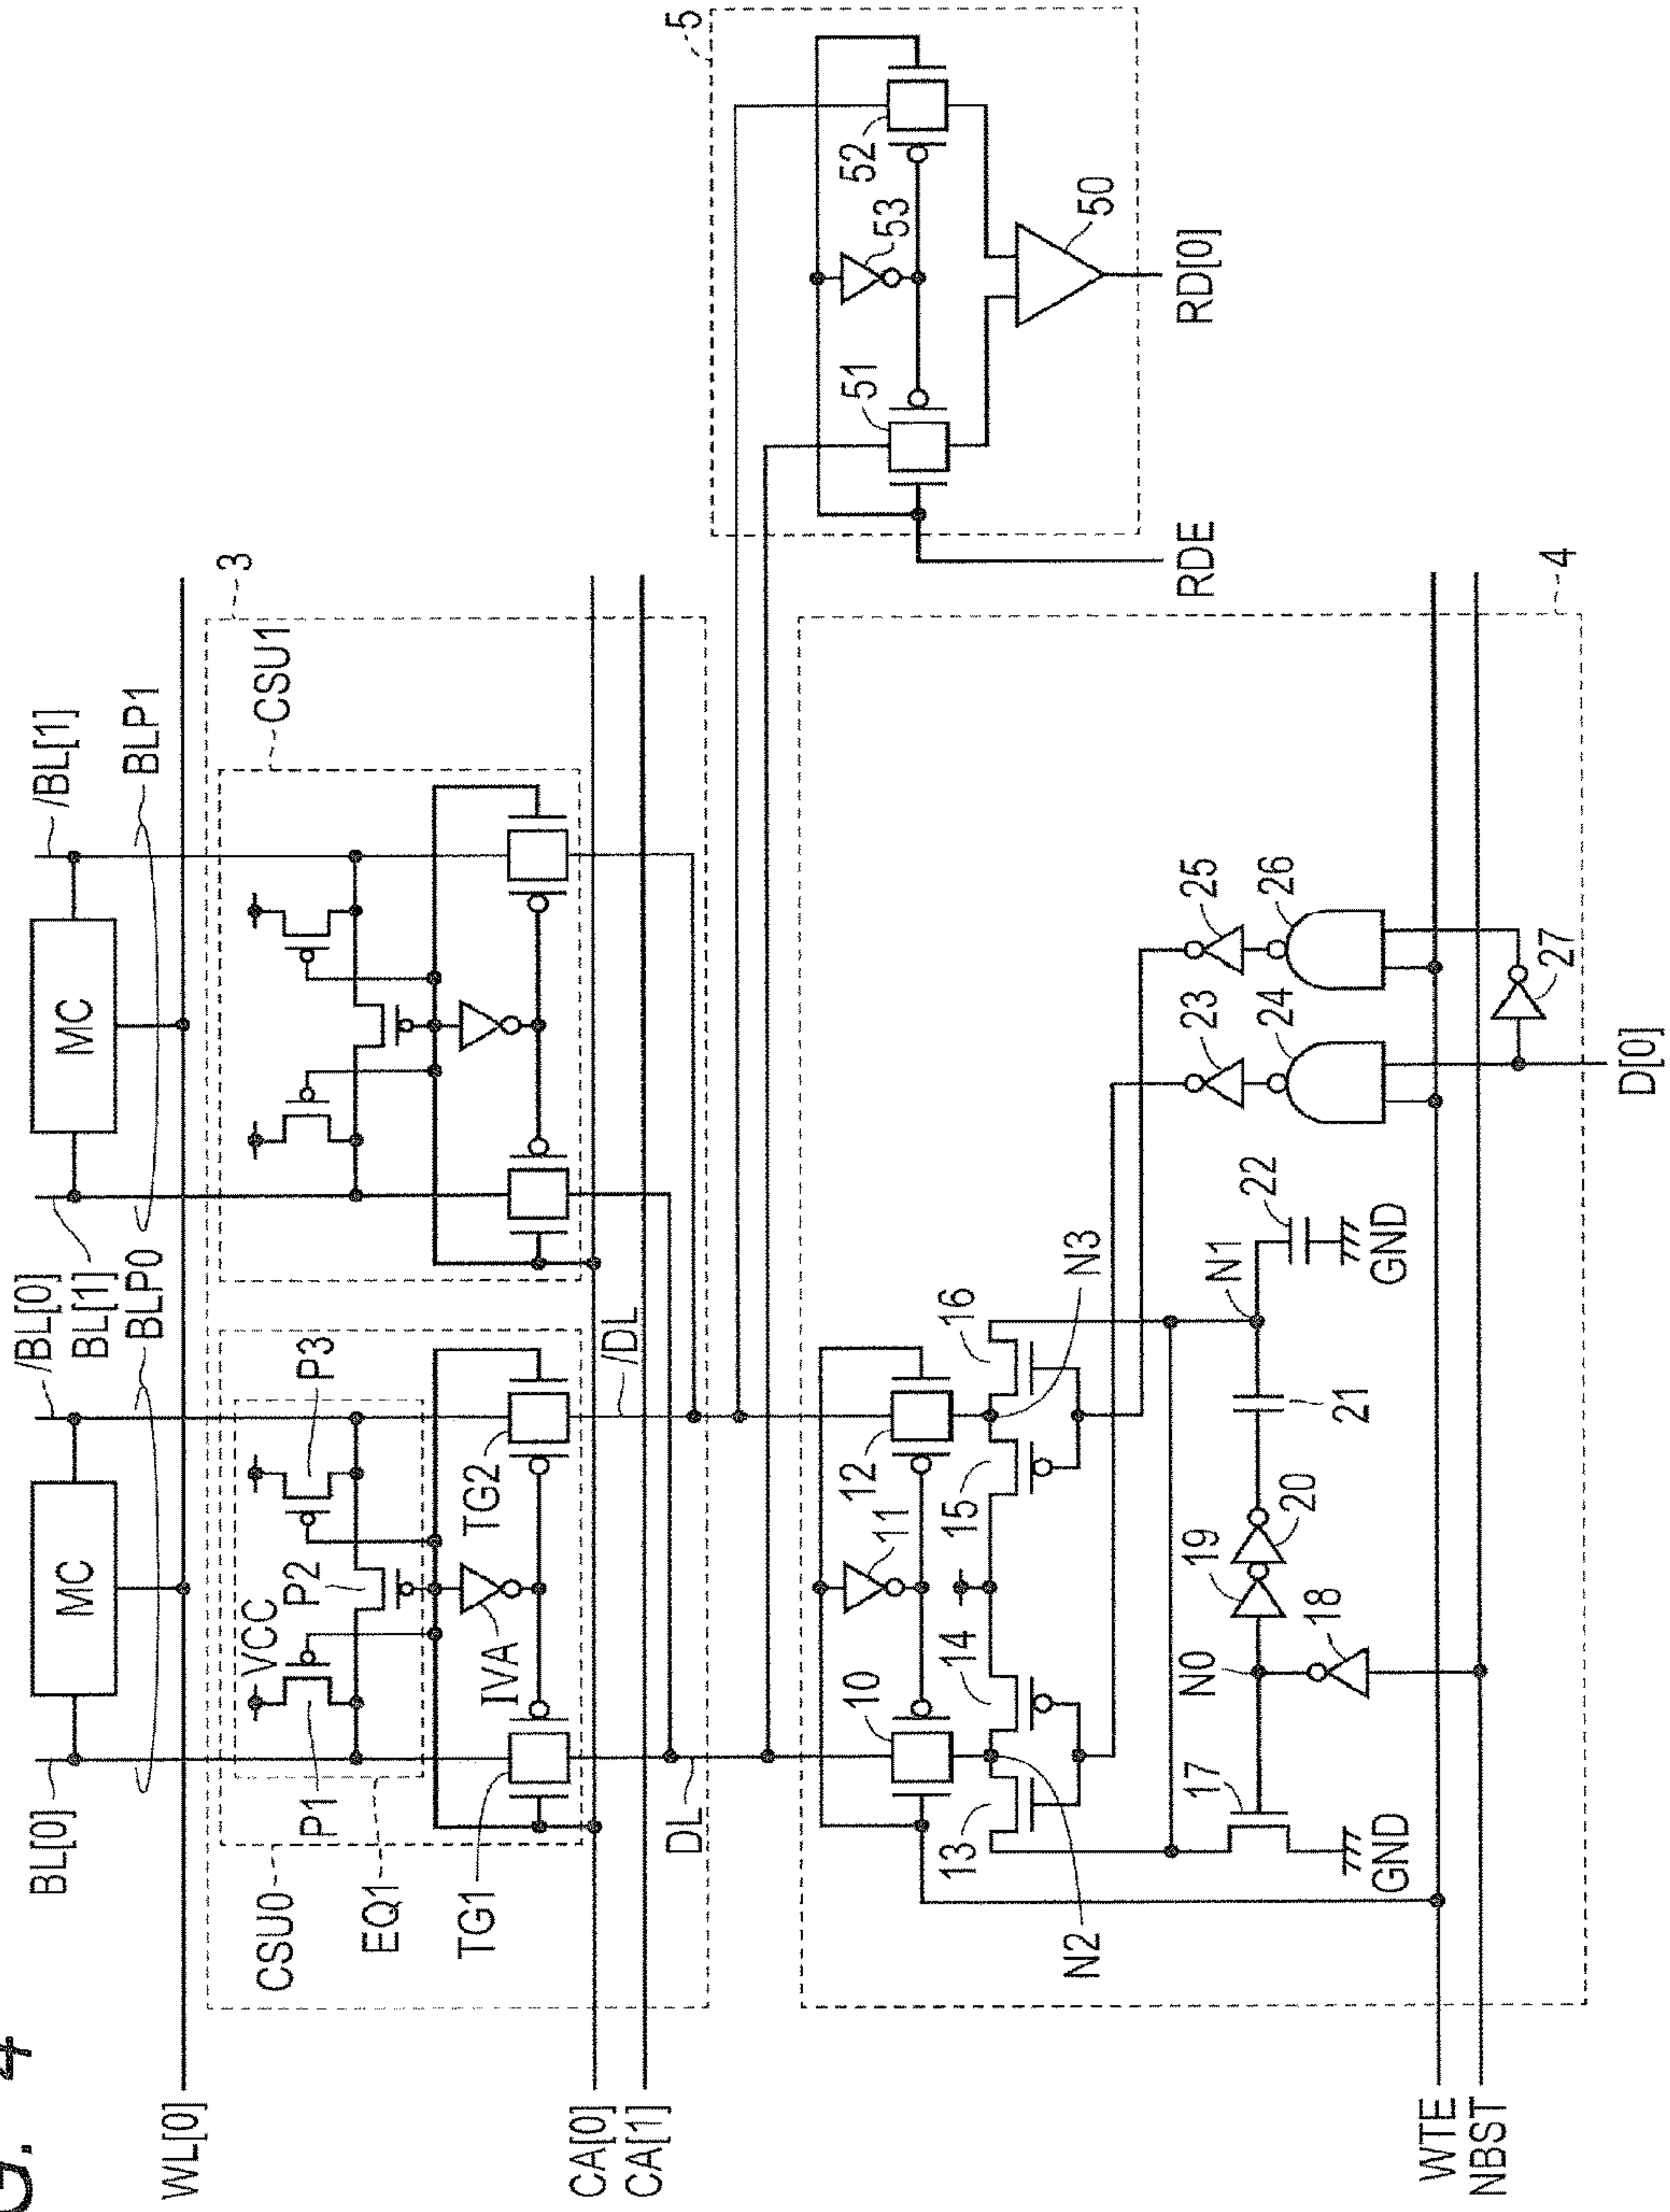 G. 4
BL[0]
/BL[0]
BL[1]
BLP0
/BL[1]
BLP1
MC
MC
WL[0]
3
CSU0
EQ1
TG1
VCC
P1
P2
P3
IVA
TG2
CSU1
CA[0]
CA[1]
DL
/DL
5
51
52
53
50
RDE
RD[0]
4
10
11
12
13
14
15
16
N2
N3
17
18
19
20
21
22
N0
N1
GND
GND
23
24
25
26
27
WTE
NBST
D[0]